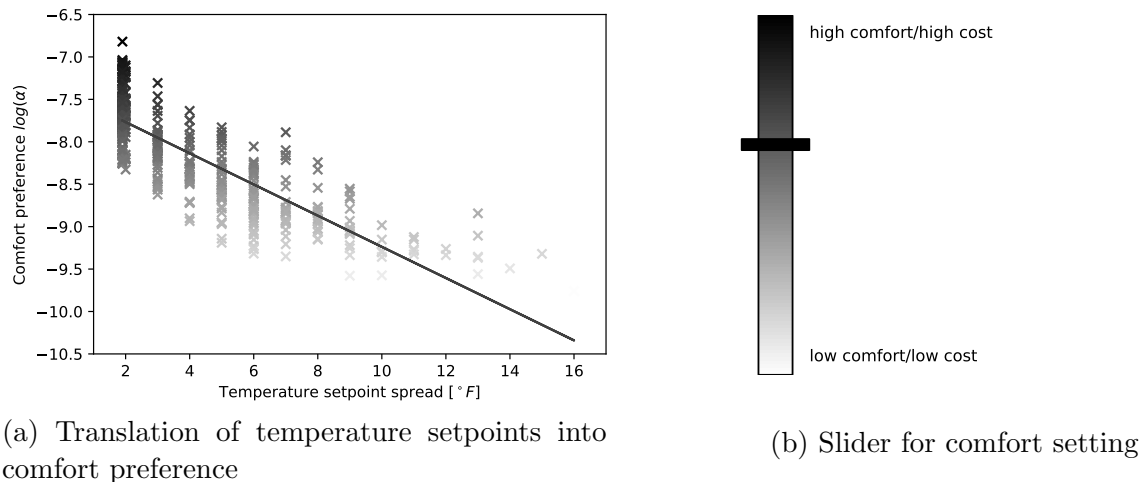 −6.5
−7.0
−7.5
−8.0
−8.5
−9.0
−9.5
−10.0
−10.5
Comfort preference log(α)
2 4 6 8 10 12 14 16
Temperature setpoint spread [°F]
(a) Translation of temperature setpoints into
comfort preference
high comfort/high cost
low comfort/low cost
(b) Slider for comfort setting